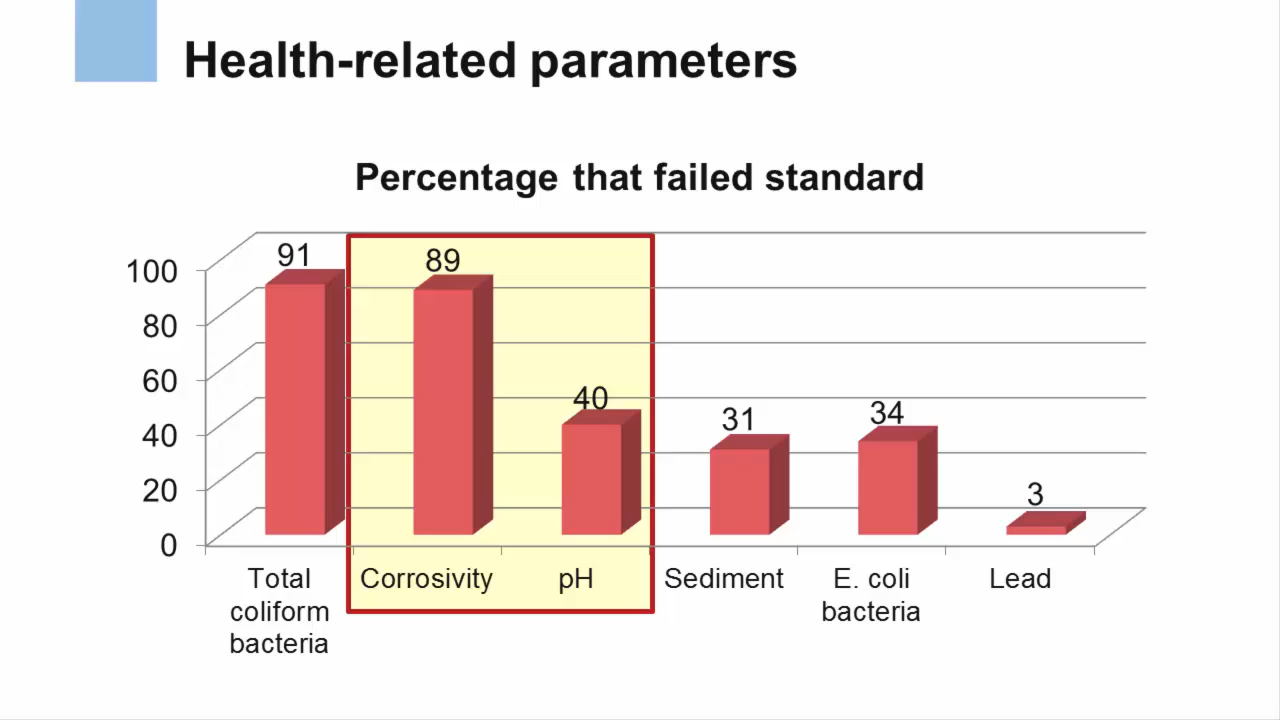 Health-related parameters
Percentage that failed standard
100
80
60
40
20
0
91
89
40
31
34
3
Total
coliform
bacteria
Corrosivity
pH
Sediment
E. coli
bacteria
Lead